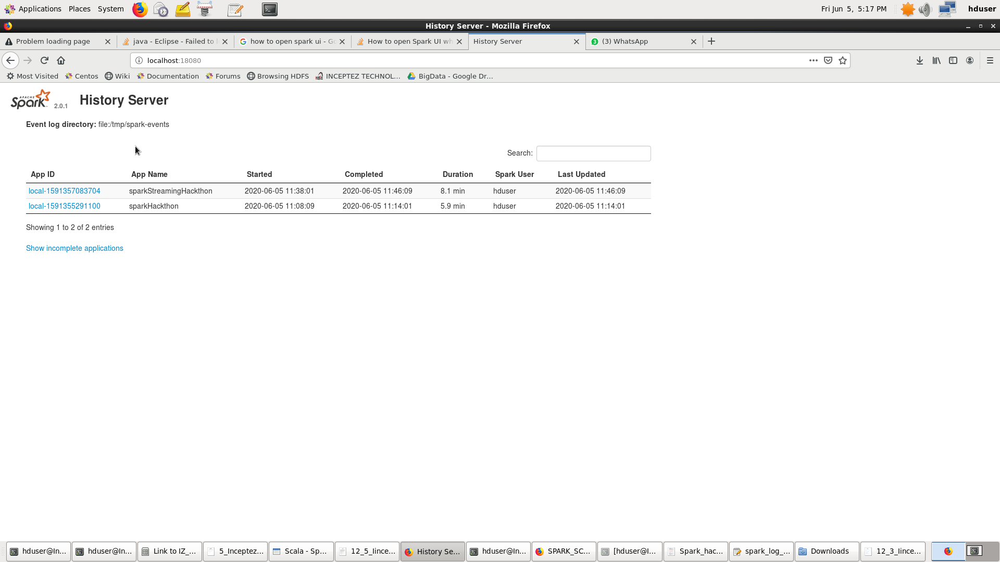 Applications Places System Fri Jun 5, 5:17 PM hduser
History Server - Mozilla Firefox
Problem loading page java - Eclipse - Failed to l how to open spark ui - Go How to open Spark UI wh History Server (3) WhatsApp
localhost:18080
Most Visited Centos Wiki Documentation Forums Browsing HDFS INCEPTEZ TECHNOL... BigData - Google Dr...
APACHE Spark 2.0.1 History Server
Event log directory: file:/tmp/spark-events
Search:
App ID App Name Started Completed Duration Spark User Last Updated
local-1591357083704 sparkStreamingHackthon 2020-06-05 11:38:01 2020-06-05 11:46:09 8.1 min hduser 2020-06-05 11:46:09
local-1591355291100 sparkHackthon 2020-06-05 11:08:09 2020-06-05 11:14:01 5.9 min hduser 2020-06-05 11:14:01
Showing 1 to 2 of 2 entries
Show incomplete applications
hduser@In... hduser@In... Link to IZ_... 5_Inceptez... Scala - Sp... 12_5_Iince... History Se... hduser@In... SPARK_SC... [hduser@I... Spark_hac... spark_log_... Downloads 12_3_Iince...